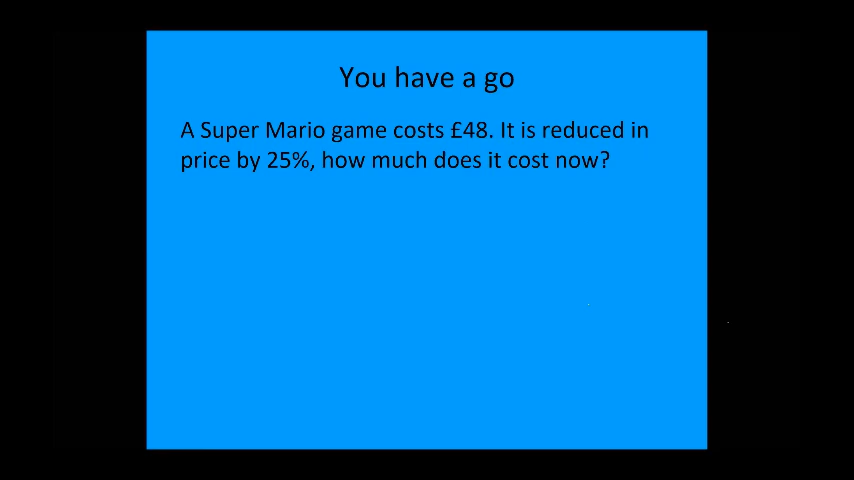 You have a go
A Super Mario game costs £48. It is reduced in
price by 25%, how much does it cost now?